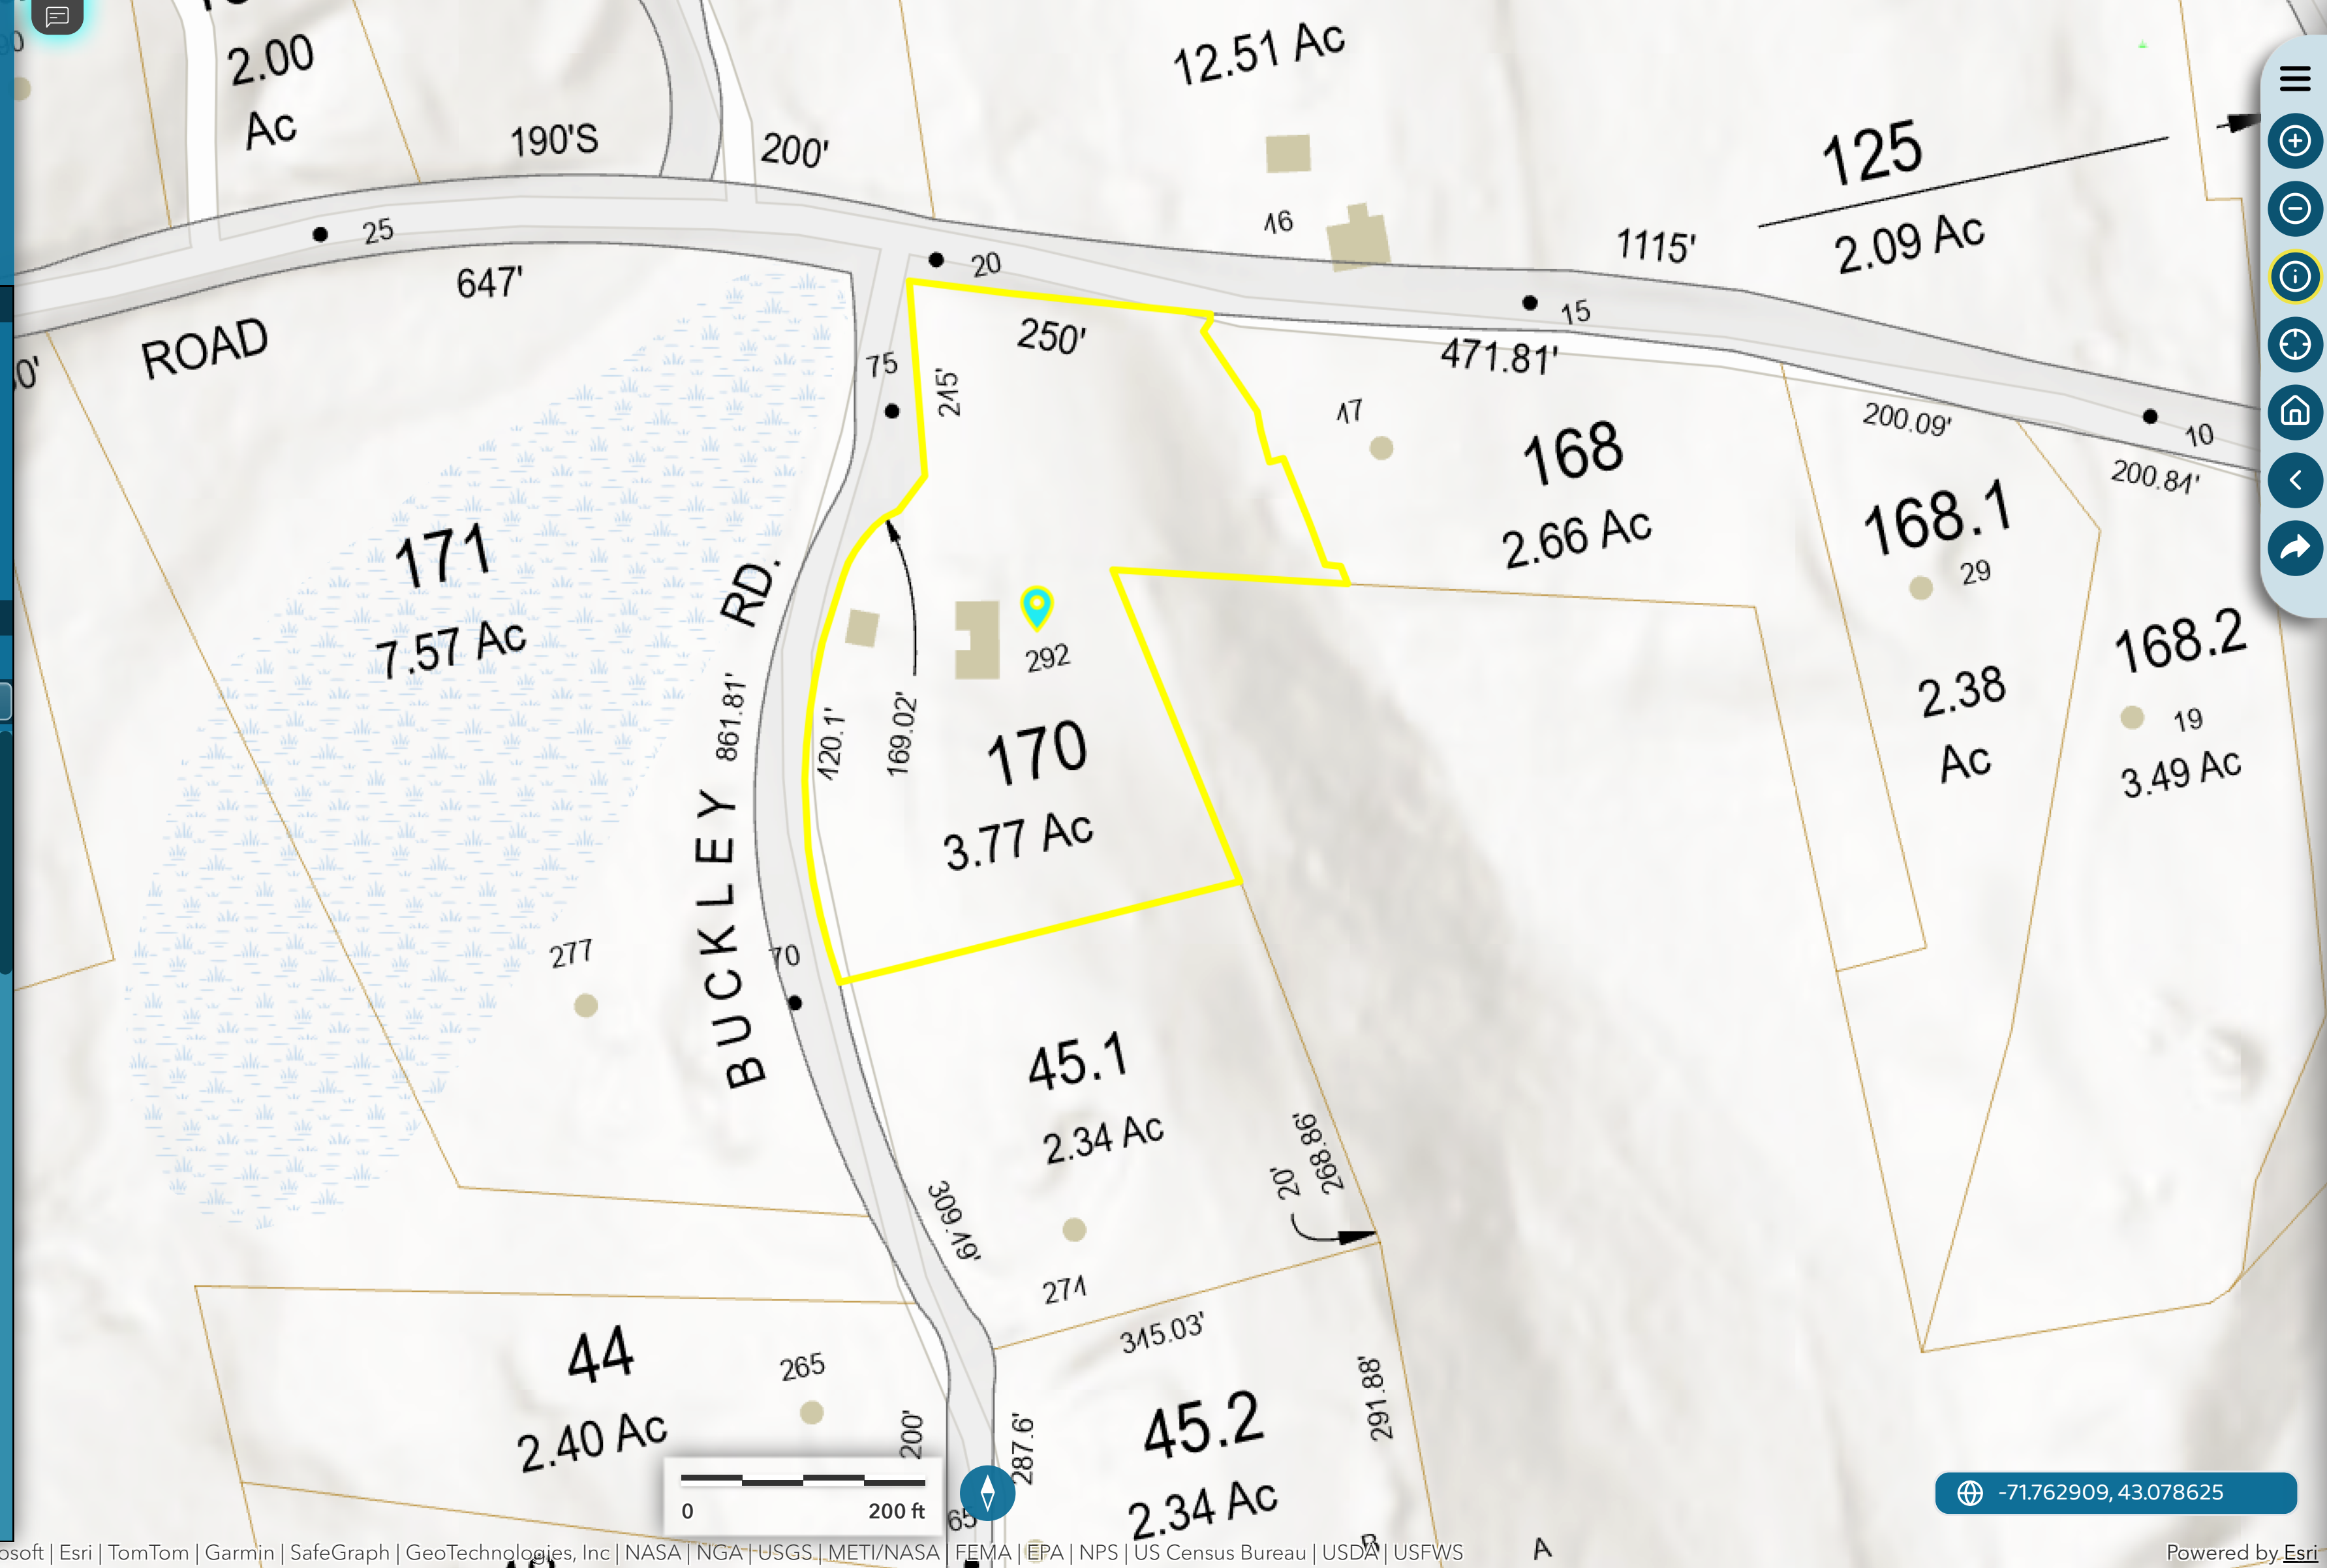 2.00
Ac
190'S
200'
12.51 Ac
125
2.09 Ac
16
1115'
25
647'
20
15
ROAD
250'
471.81'
75
245'
17
168
2.66 Ac
200.09'
10
200.84'
168.1
29
2.38
Ac
168.2
19
3.49 Ac
171
7.57 Ac
BUCKLEY RD.
861.81'
120.1'
169.02'
292
170
3.77 Ac
277
70
45.1
2.34 Ac
309.49'
268.86'
20'
271
315.03'
44
2.40 Ac
265
200'
287.6'
291.88'
45.2
2.34 Ac
65
0 200 ft
-71.762909, 43.078625
A
osoft | Esri | TomTom | Garmin | SafeGraph | GeoTechnologies, Inc | NASA | NGA | USGS | METI/NASA | FEMA | EPA | NPS | US Census Bureau | USDA | USFWS
Powered by Esri